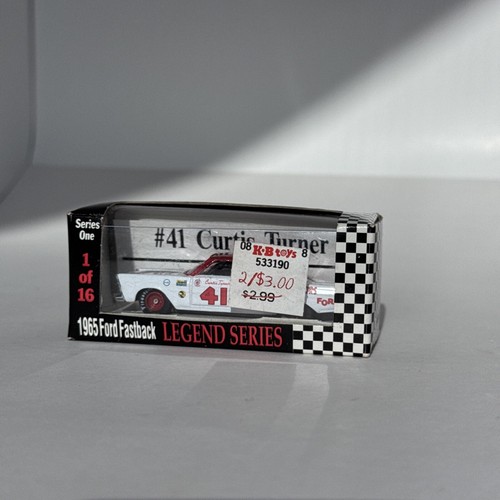 Series
One
1
of
16
#41 Curtis Turner
08 K·B toys 8
533190
2/$3.00
$2.99
41
FOR
1965 Ford Fastback LEGEND SERIES